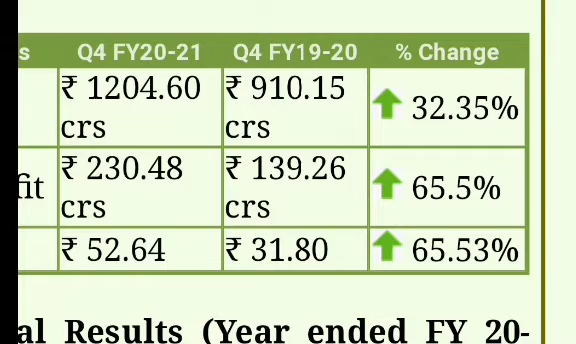 s Q4 FY20-21 Q4 FY19-20 % Change
₹ 1204.60 ₹ 910.15
crs crs 32.35%
₹ 230.48 ₹ 139.26
fit crs crs 65.5%
₹ 52.64 ₹ 31.80 65.53%
al Results (Year ended FY 20-